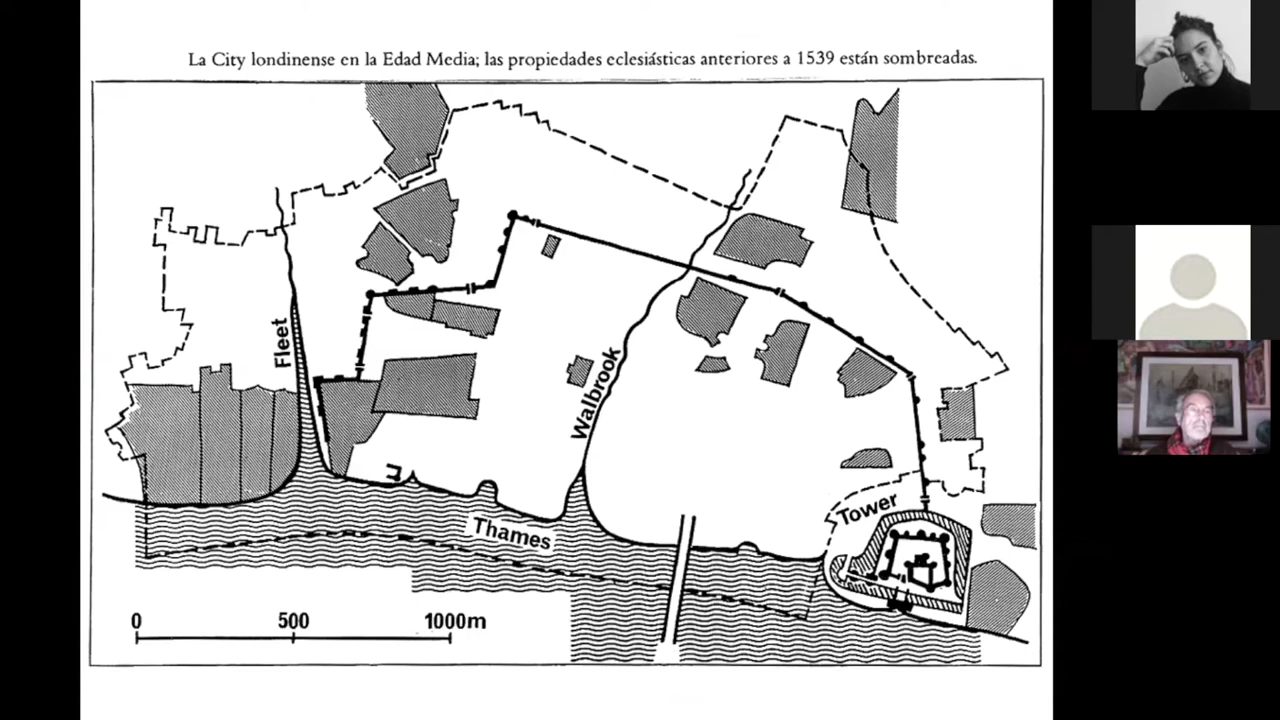 La City londinense en la Edad Media; las propiedades eclesiásticas anteriores a 1539 están sombreadas.
Fleet
Walbrook
Tower
Thames
0 500 1000m